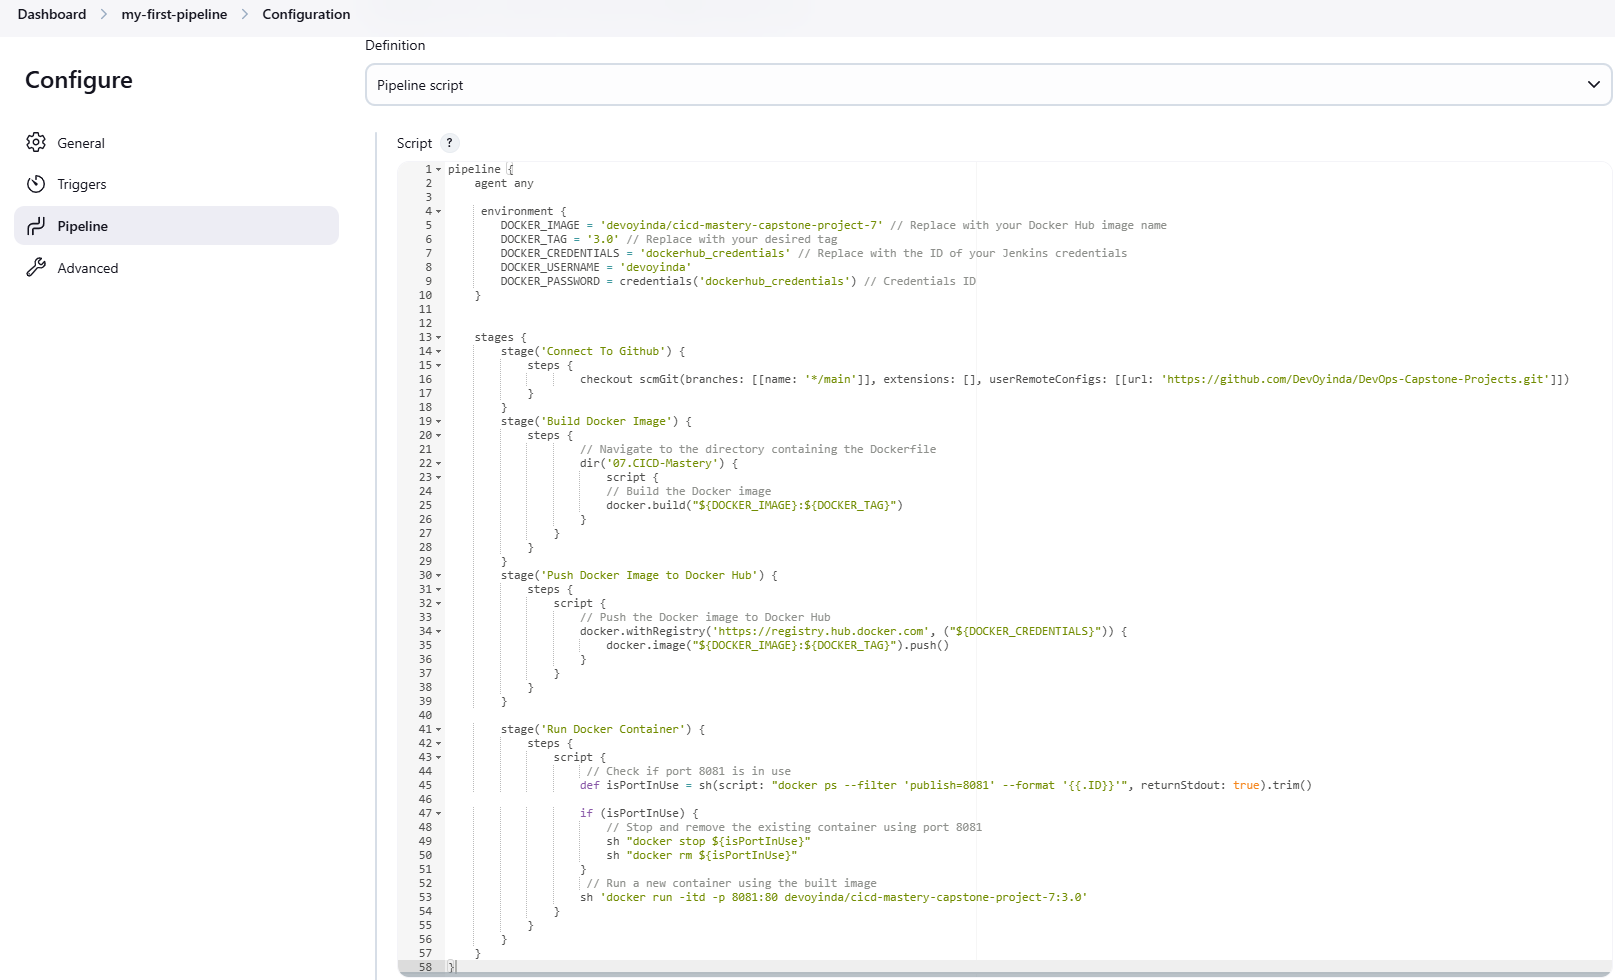 Dashboard > my-first-pipeline > Configuration
Configure
General
Triggers
Pipeline
Advanced
Definition
Pipeline script
Script ?
1 pipeline {
2     agent any
3
4      environment {
5         DOCKER_IMAGE = 'devoyinda/cicd-mastery-capstone-project-7' // Replace with your Docker Hub image name
6         DOCKER_TAG = '3.0' // Replace with your desired tag
7         DOCKER_CREDENTIALS = 'dockerhub_credentials' // Replace with the ID of your Jenkins credentials
8         DOCKER_USERNAME = 'devoyinda'
9         DOCKER_PASSWORD = credentials('dockerhub_credentials') // Credentials ID
10     }
11
12
13     stages {
14         stage('Connect To Github') {
15             steps {
16                     checkout scmGit(branches: [[name: '*/main']], extensions: [], userRemoteConfigs: [[url: 'https://github.com/DevOyinda/DevOps-Capstone-Projects.git']])
17             }
18         }
19         stage('Build Docker Image') {
20             steps {
21                     // Navigate to the directory containing the Dockerfile
22                     dir('07.CICD-Mastery') {
23                         script {
24                         // Build the Docker image
25                         docker.build("${DOCKER_IMAGE}:${DOCKER_TAG}")
26                     }
27                 }
28             }
29         }
30         stage('Push Docker Image to Docker Hub') {
31             steps {
32                 script {
33                     // Push the Docker image to Docker Hub
34                     docker.withRegistry('https://registry.hub.docker.com', ("${DOCKER_CREDENTIALS}")) {
35                         docker.image("${DOCKER_IMAGE}:${DOCKER_TAG}").push()
36                     }
37                 }
38             }
39         }
40
41         stage('Run Docker Container') {
42             steps {
43                 script {
44                      // Check if port 8081 is in use
45                     def isPortInUse = sh(script: "docker ps --filter 'publish=8081' --format '{{.ID}}'", returnStdout: true).trim()
46
47                     if (isPortInUse) {
48                         // Stop and remove the existing container using port 8081
49                         sh "docker stop ${isPortInUse}"
50                         sh "docker rm ${isPortInUse}"
51                     }
52                      // Run a new container using the built image
53                     sh 'docker run -itd -p 8081:80 devoyinda/cicd-mastery-capstone-project-7:3.0'
54                 }
55             }
56         }
57     }
58 }